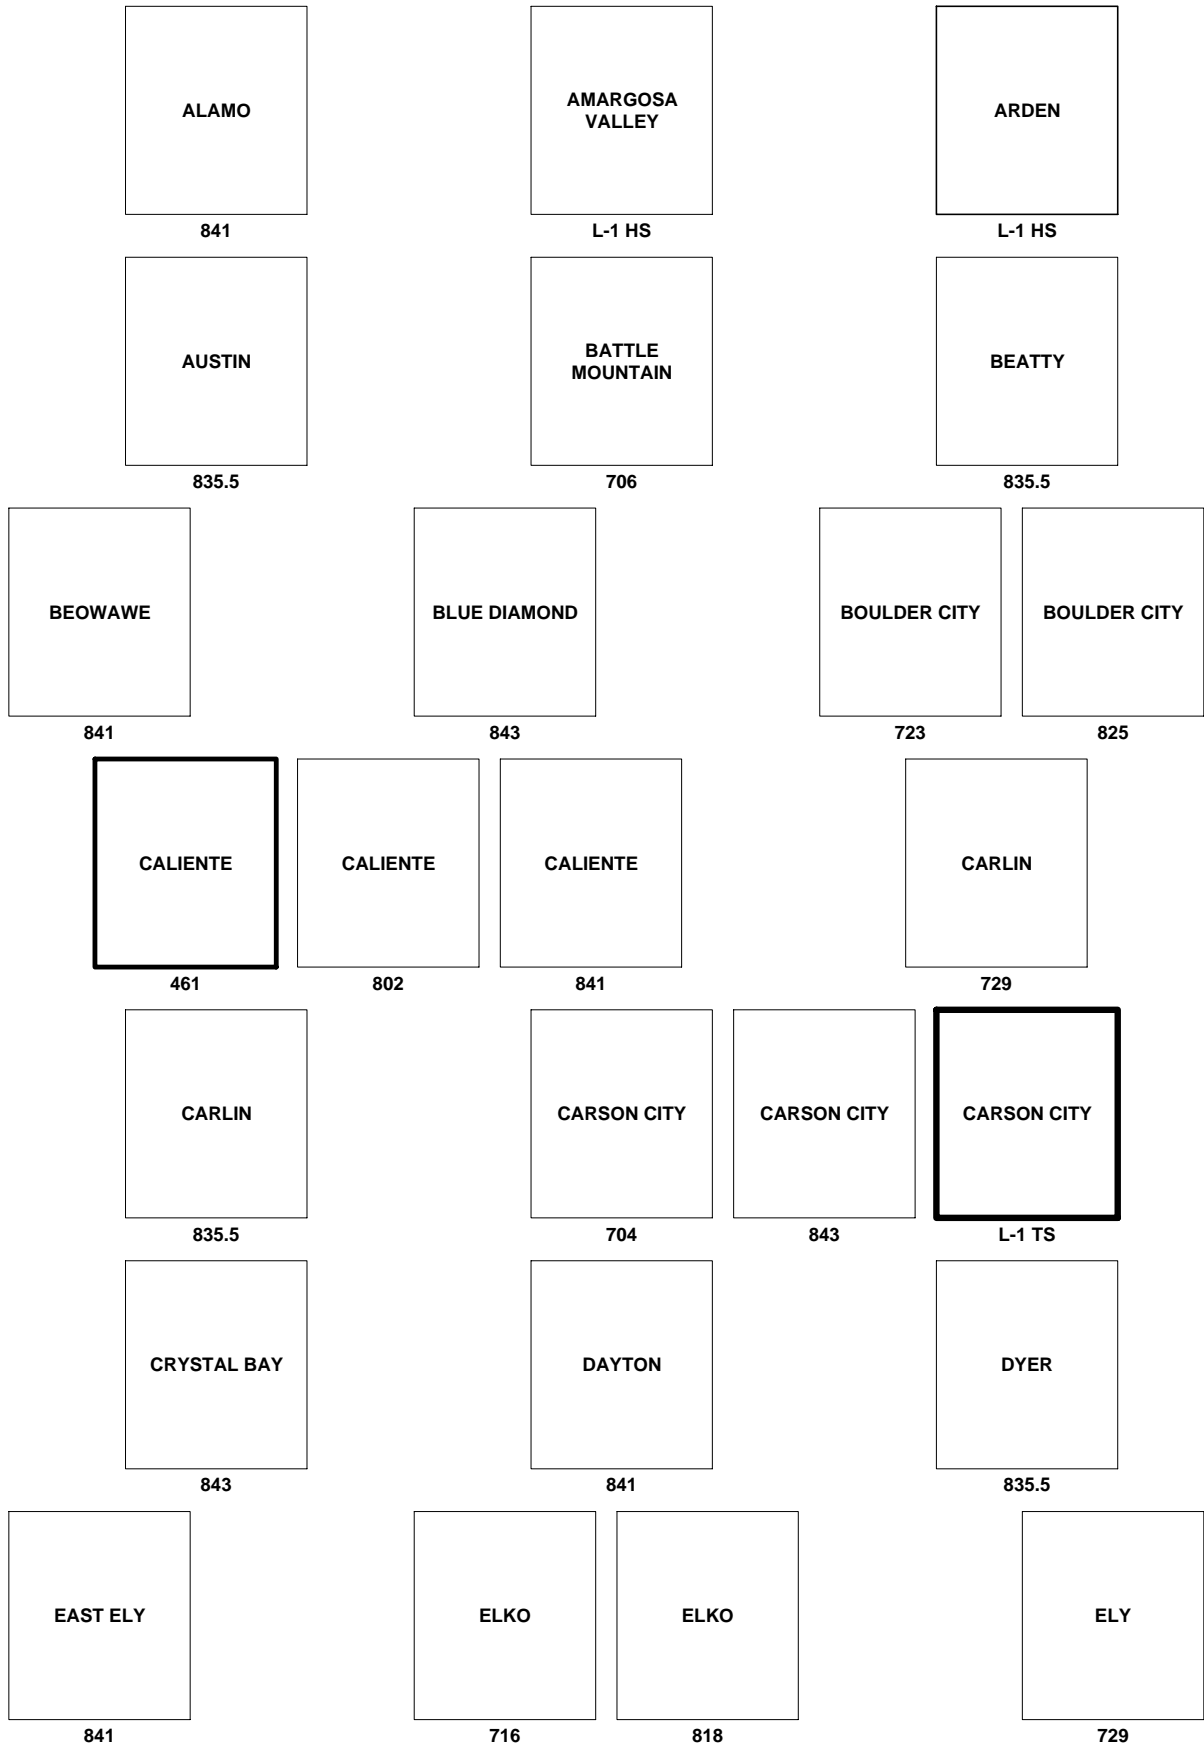 ALAMO
841
AMARGOSA
VALLEY
L-1 HS
ARDEN
L-1 HS
AUSTIN
835.5
BATTLE
MOUNTAIN
706
BEATTY
835.5
BEOWAWE
841
BLUE DIAMOND
843
BOULDER CITY
723
BOULDER CITY
825
CALIENTE
461
CALIENTE
802
CALIENTE
841
CARLIN
729
CARLIN
835.5
CARSON CITY
704
CARSON CITY
843
CARSON CITY
L-1 TS
CRYSTAL BAY
843
DAYTON
841
DYER
835.5
EAST ELY
841
ELKO
716
ELKO
818
ELY
729